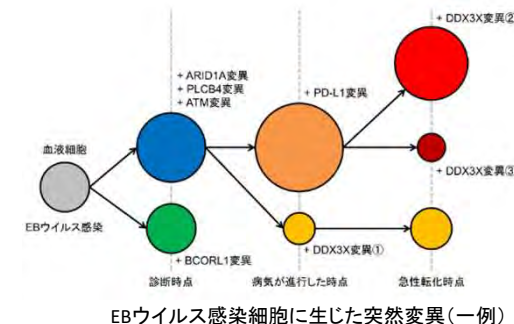 + DDX3X変異②
+ ARID1A変異
+ PLCB4変異
+ ATM変異
+ PD-L1変異
血液細胞
+ DDX3X変異③
EBウイルス感染
+ DDX3X変異①
+ BCORL1変異
診断時点
病気が進行した時点
急性転化時点
EBウイルス感染細胞に生じた突然変異(一例)